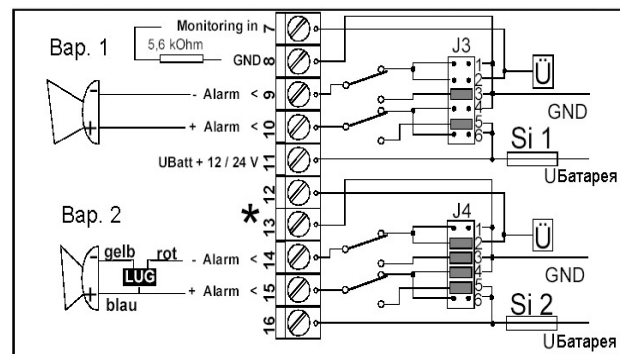 Вар. 1
Monitoring in 7
5,6 kOhm
GND 8
- Alarm < 9
+ Alarm < 10
UBatt + 12 / 24 V 11
12
* 13
Вар. 2
gelb rot
LUG
blau
- Alarm < 14
+ Alarm < 15
16
J3
1
2
3
4
5
6
Ü
GND
Si 1
UБатарея
J4
1
2
3
4
5
6
Ü
GND
Si 2
UБатарея